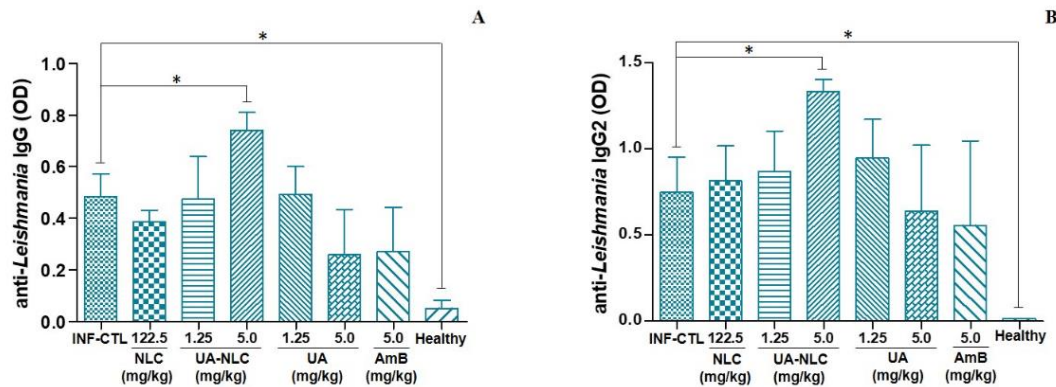 A
*
*
anti-Leishmania IgG (OD)
1.0
0.8
0.6
0.4
0.2
0.0
INF-CTL 122.5 1.25 5.0 1.25 5.0 5.0 Healthy
NLC UA-NLC UA AmB
(mg/kg) (mg/kg) (mg/kg) (mg/kg)
B
*
*
anti-Leishmania IgG2 (OD)
1.5
1.0
0.5
0.0
INF-CTL 122.5 1.25 5.0 1.25 5.0 5.0 Healthy
NLC UA-NLC UA AmB
(mg/kg) (mg/kg) (mg/kg) (mg/kg)